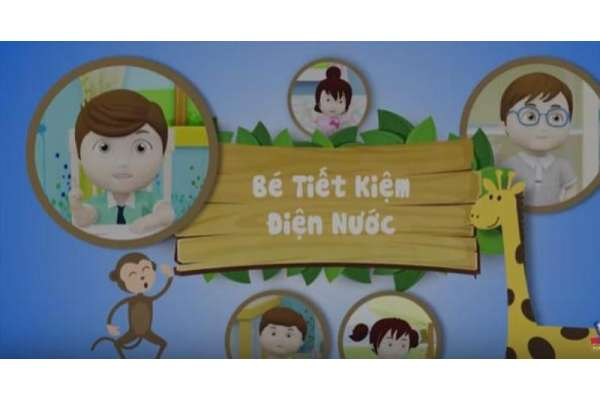 Bé Tiết Kiệm
Điện Nước